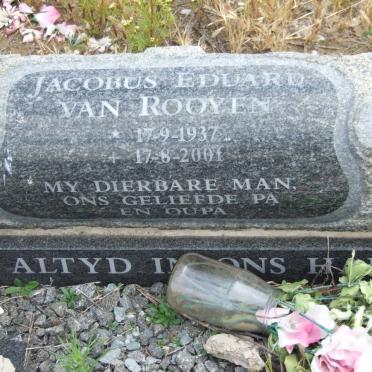 JACOBUS EDUARD
VAN ROOYEN
* 17-9-1937
+ 17-8-2001
MY DIERBARE MAN,
ONS GELIEFDE PA
EN OUPA
ALTYD IN ONS